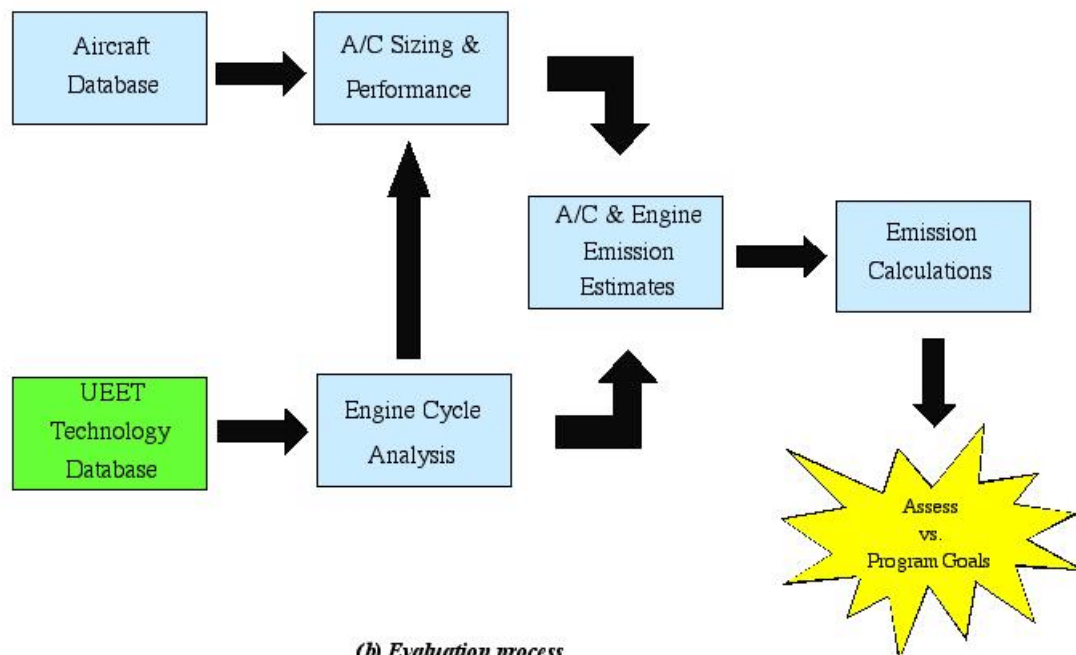 Aircraft
Database
A/C Sizing &
Performance
A/C & Engine
Emission
Estimates
Emission
Calculations
UEET
Technology
Database
Engine Cycle
Analysis
Assess
vs.
Program Goals
(b) Evaluation process